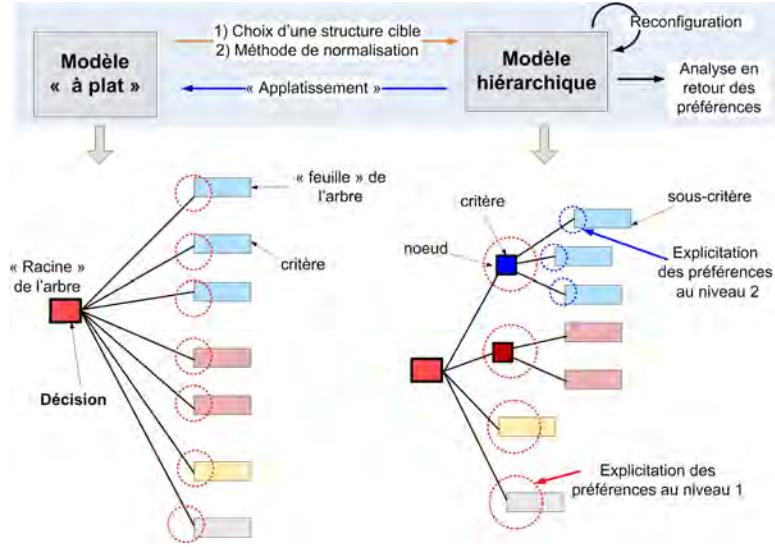 Modèle
« à plat »
1) Choix d'une structure cible
2) Méthode de normalisation
« Applatissement »
Modèle
hiérarchique
Reconfiguration
Analyse en
retour des
préférences
« feuille » de
l'arbre
critère
« Racine »
de l'arbre
Décision
critère
noeud
sous-critère
Explicitation
des préférences
au niveau 2
Explicitation des
préférences au niveau 1